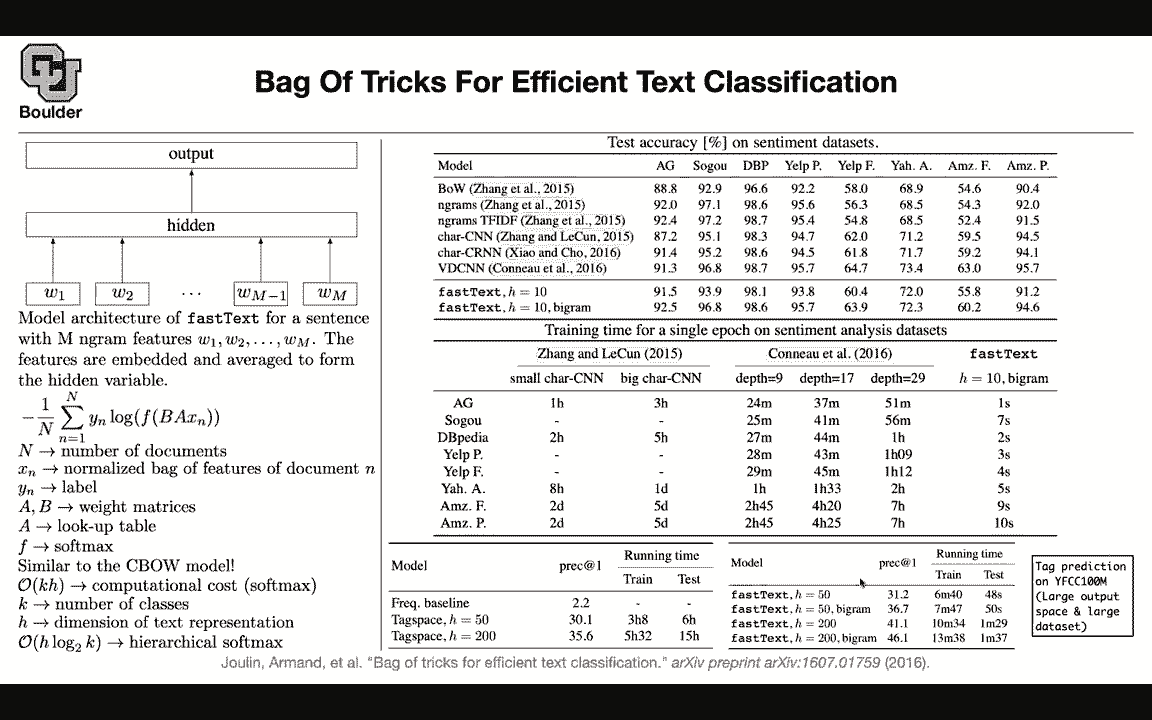 Boulder
Bag Of Tricks For Efficient Text Classification
output
hidden
w_1 w_2 ... w_{M-1} w_M
Model architecture of fastText for a sentence
with M ngram features w_1, w_2, ..., w_M. The
features are embedded and averaged to form
the hidden variable.
-\frac{1}{N} \sum_{n=1}^{N} y_n log(f(BAx_n))
N → number of documents
x_n → normalized bag of features of document n
y_n → label
A, B → weight matrices
A → look-up table
f → softmax
Similar to the CBOW model!
O(kh) → computational cost (softmax)
k → number of classes
h → dimension of text representation
O(h log_2 k) → hierarchical softmax
Test accuracy [%] on sentiment datasets.
Model AG Sogou DBP Yelp P. Yelp F. Yah. A. Amz. F. Amz. P.
BoW (Zhang et al., 2015) 88.8 92.9 96.6 92.2 58.0 68.9 54.6 90.4
ngrams (Zhang et al., 2015) 92.0 97.1 98.6 95.6 56.3 68.5 54.3 92.0
ngrams TFIDF (Zhang et al., 2015) 92.4 97.2 98.7 95.4 54.8 68.5 52.4 91.5
char-CNN (Zhang and LeCun, 2015) 87.2 95.1 98.3 94.7 62.0 71.2 59.5 94.5
char-CRNN (Xiao and Cho, 2016) 91.4 95.2 98.6 94.5 61.8 71.7 59.2 94.1
VDCNN (Conneau et al., 2016) 91.3 96.8 98.7 95.7 64.7 73.4 63.0 95.7
fastText, h = 10 91.5 93.9 98.1 93.8 60.4 72.0 55.8 91.2
fastText, h = 10, bigram 92.5 96.8 98.6 95.7 63.9 72.3 60.2 94.6
Training time for a single epoch on sentiment analysis datasets
Zhang and LeCun (2015) Conneau et al. (2016) fastText
small char-CNN big char-CNN depth=9 depth=17 depth=29 h = 10, bigram
AG 1h 3h 24m 37m 51m 1s
Sogou - - 25m 41m 56m 7s
DBpedia 2h 5h 27m 44m 1h 2s
Yelp P. - - 28m 43m 1h09 3s
Yelp F. - - 29m 45m 1h12 4s
Yah. A. 8h 1d 1h 1h33 2h 5s
Amz. F. 2d 5d 2h45 4h20 7h 9s
Amz. P. 2d 5d 2h45 4h25 7h 10s
Model prec@1 Running time
Train Test
Freq. baseline 2.2 - -
Tagspace, h = 50 30.1 3h8 6h
Tagspace, h = 200 35.6 5h32 15h
Model prec@1 Running time
Train Test
fastText, h = 50 31.2 6m40 48s
fastText, h = 50, bigram 36.7 7m47 50s
fastText, h = 200 41.1 10m34 1m29
fastText, h = 200, bigram 46.1 13m38 1m37
Tag prediction
on YFCC100M
(Large output
space & large
dataset)
Joulin, Armand, et al. "Bag of tricks for efficient text classification." arXiv preprint arXiv:1607.01759 (2016).